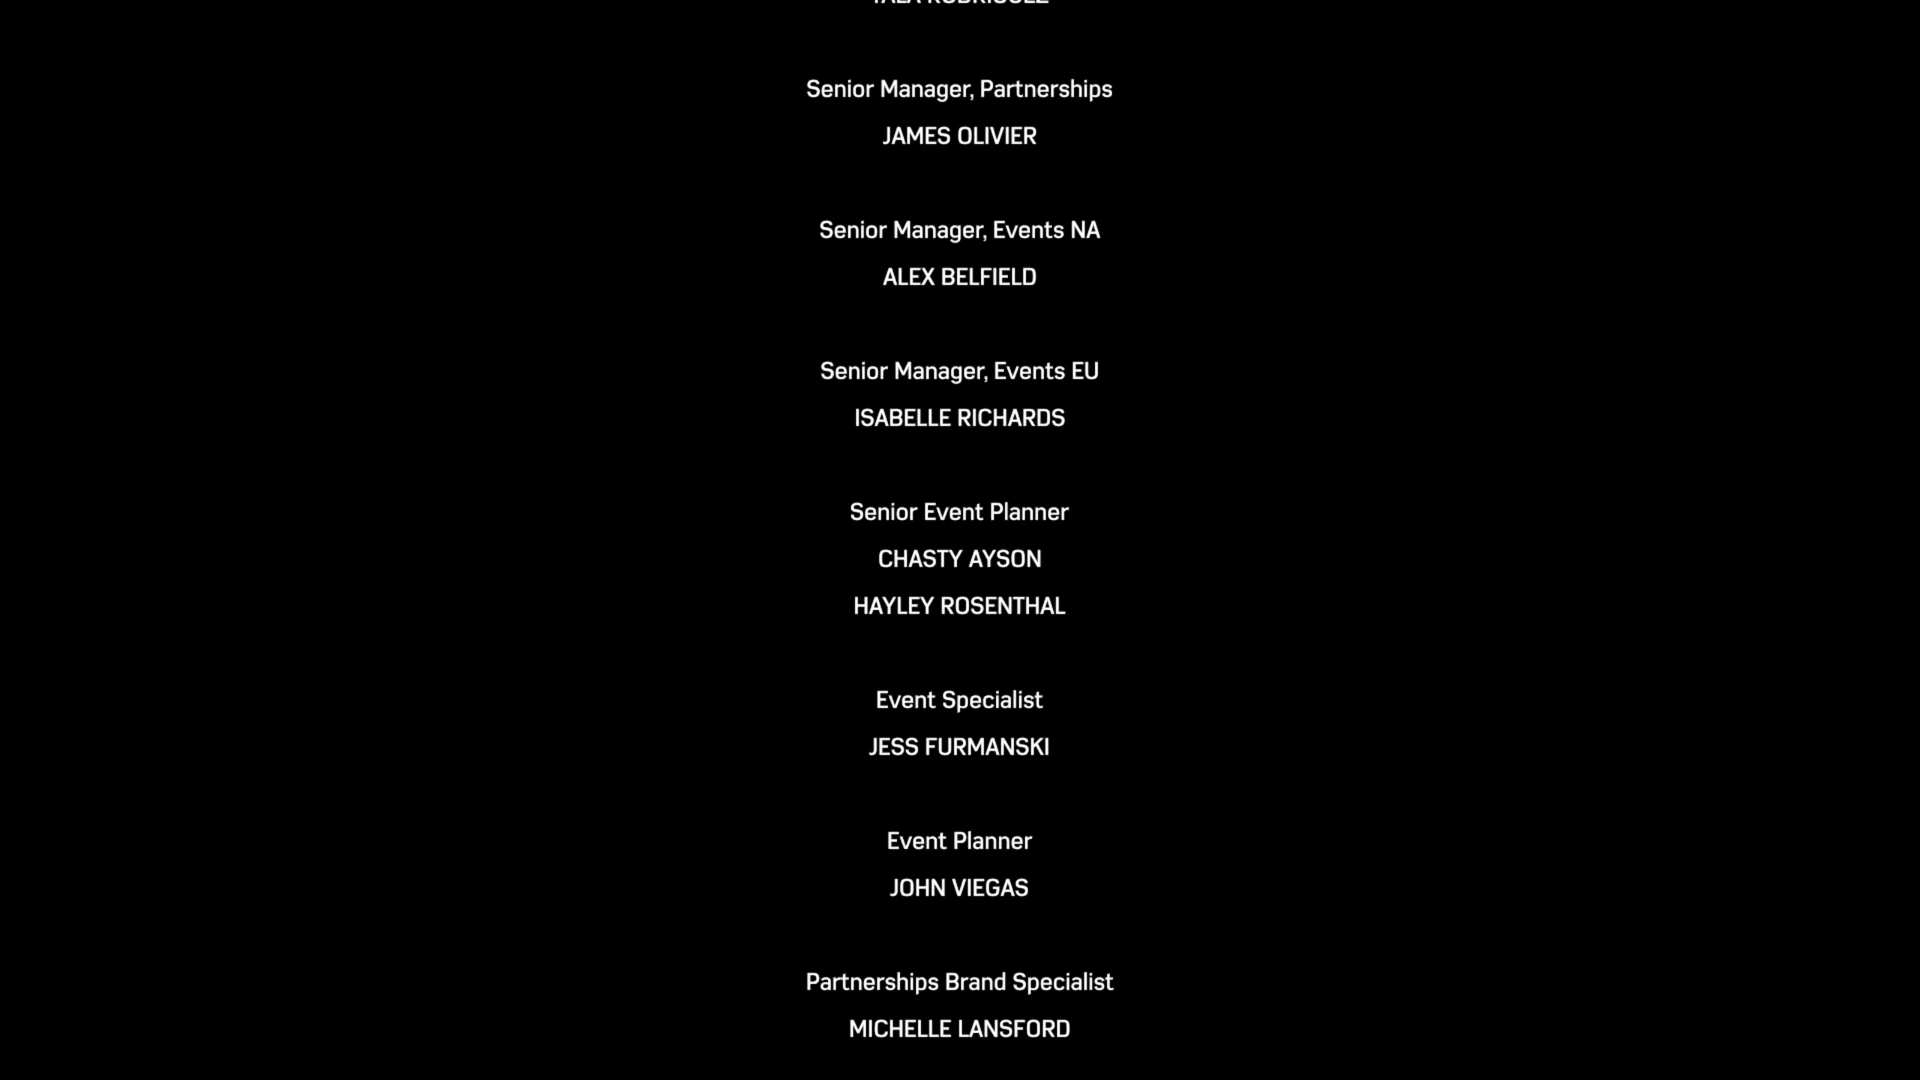 Senior Manager, Partnerships
JAMES OLIVIER
Senior Manager, Events NA
ALEX BELFIELD
Senior Manager, Events EU
ISABELLE RICHARDS
Senior Event Planner
CHASTY AYSON
HAYLEY ROSENTHAL
Event Specialist
JESS FURMANSKI
Event Planner
JOHN VIEGAS
Partnerships Brand Specialist
MICHELLE LANSFORD